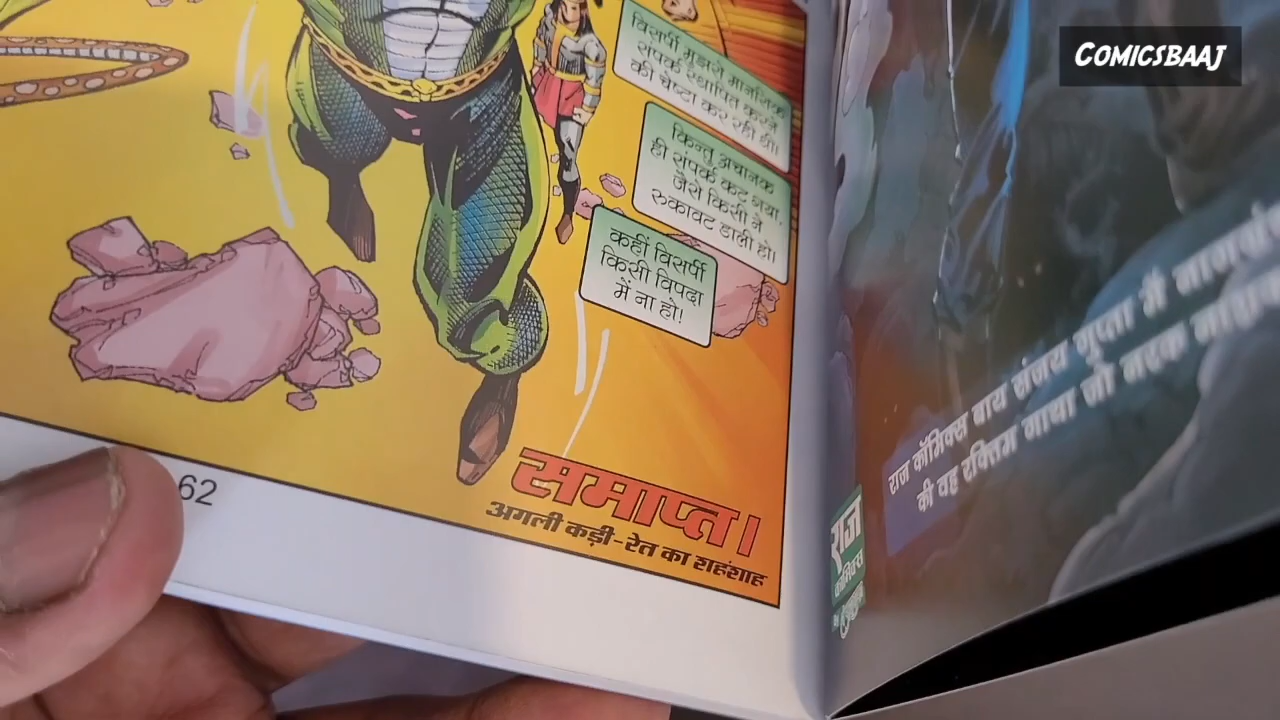 COMICSBAAJ
विसर्पी मुझसे मानसिक
संपर्क स्थापित करने
की चेष्टा कर रही थी।
किन्तु अचानक
ही संपर्क कट गया,
जैसे किसी ने
रुकावट डाली हो।
कहीं विसर्पी
किसी विपदा
में ना हो!
समाप्त।
अगली कड़ी-रेत का शहंशाह
62
राज कॉमिक्स बाय संजय गुप्ता में
की वह रक्तिम गाथा जो नरक
राज
कॉमिक्स